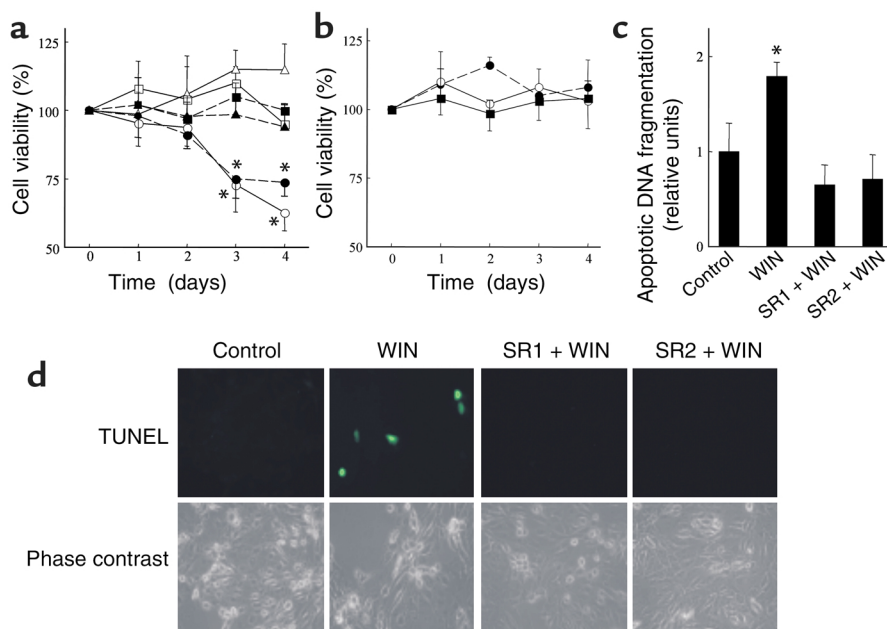 a
Cell viability (%)
125
100
75
50
0 1 2 3 4
Time (days)
*
*
*
*
b
Cell viability (%)
125
100
75
50
0 1 2 3 4
Time (days)
c
Apoptotic DNA fragmentation
(relative units)
2
1
0
*
Control
WIN
SR1 + WIN
SR2 + WIN
d
Control WIN SR1 + WIN SR2 + WIN
TUNEL
Phase contrast